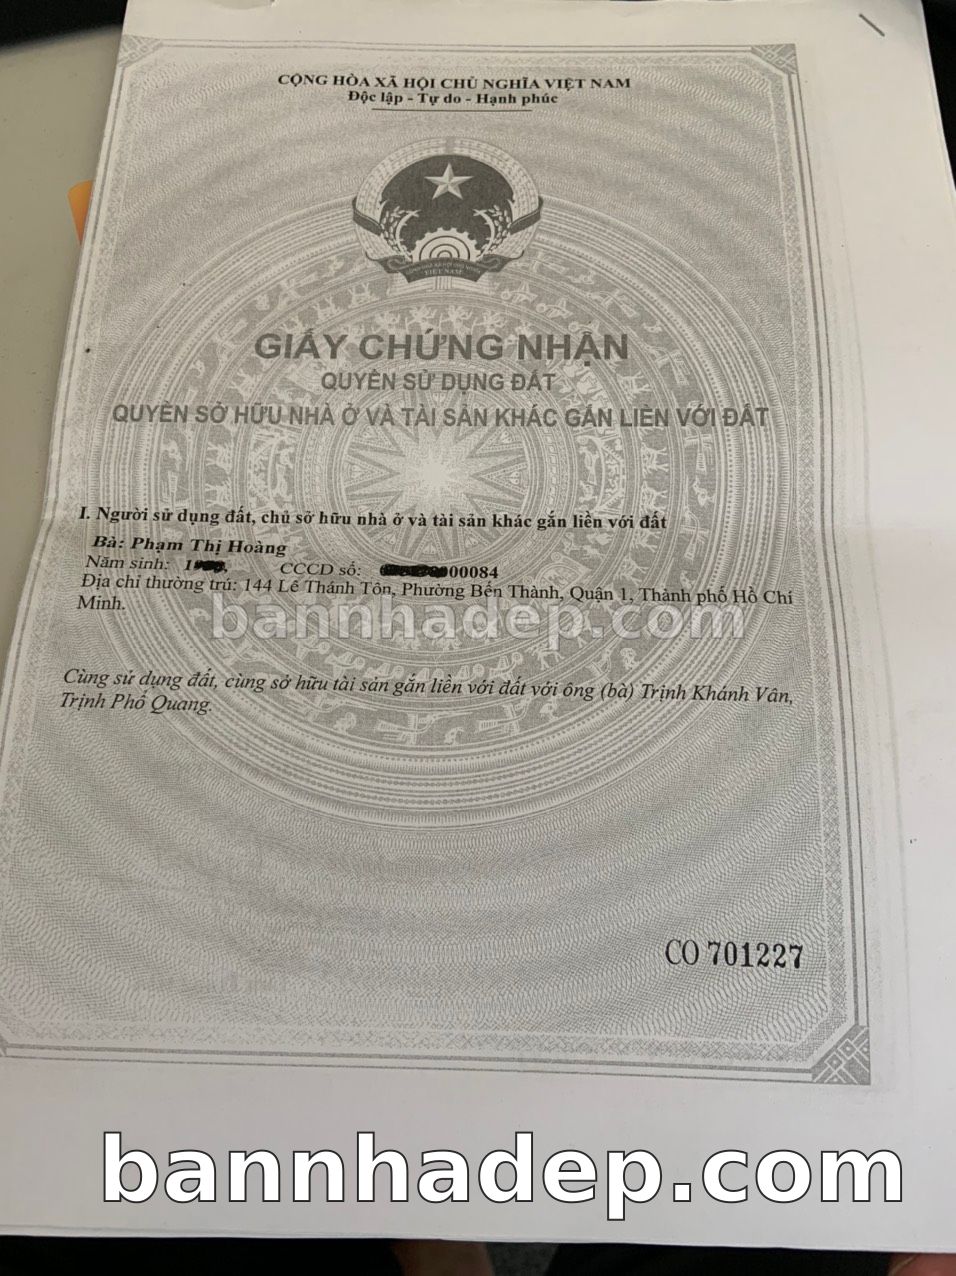 CỘNG HÒA XÃ HỘI CHỦ NGHĨA VIỆT NAM
Độc lập - Tự do - Hạnh phúc
VIỆT NAM
GIẤY CHỨNG NHẬN
QUYỀN SỬ DỤNG ĐẤT
QUYỀN SỞ HỮU NHÀ Ở VÀ TÀI SẢN KHÁC GẮN LIỀN VỚI ĐẤT
I. Người sử dụng đất, chủ sở hữu nhà ở và tài sản khác gắn liền với đất
Bà: Phạm Thị Hoàng
Năm sinh: 1 CCCD số: 00084
Địa chỉ thường trú: 144 Lê Thánh Tôn, Phường Bến Thành, Quận 1, Thành phố Hồ Chí
Minh.
bannhadep.com
Cùng sử dụng đất, cùng sở hữu tài sản gắn liền với đất với ông (bà) Trịnh Khánh Vân,
Trịnh Phố Quang.
CO 701227
bannhadep.com